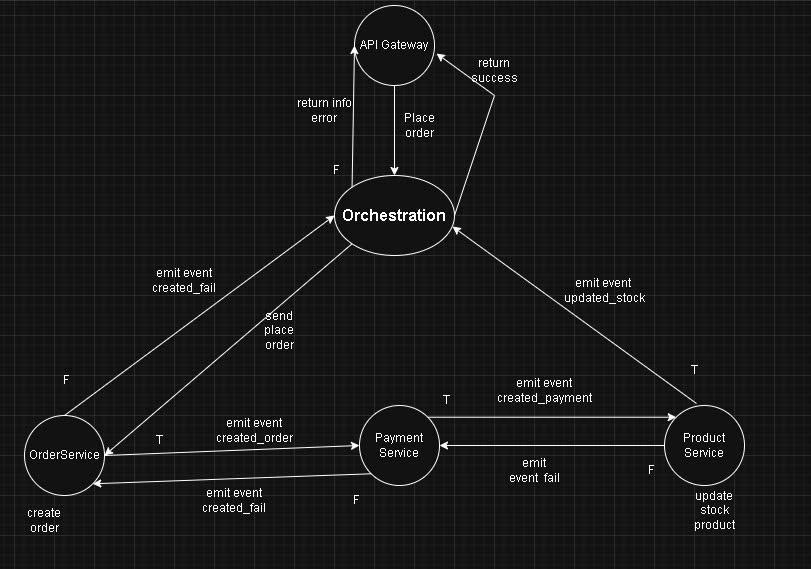 API Gateway
return
success
return info
error
Place
order
F
Orchestration
emit event
created_fail
emit event
updated_stock
send
place
order
F
T
T
emit event
created_payment
T
emit event
created_order
OrderService
Payment
Service
Product
Service
emit
event_fail
F
emit event
created_fail
F
create
order
update
stock
product